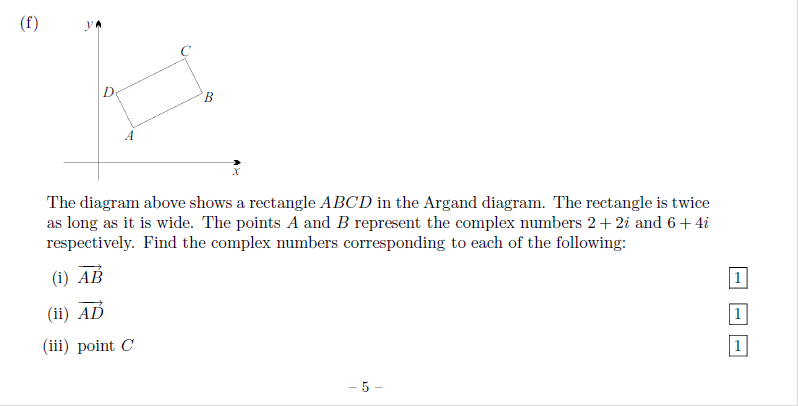 (f)
y
C
D
B
A
x
The diagram above shows a rectangle ABCD in the Argand diagram. The rectangle is twice
as long as it is wide. The points A and B represent the complex numbers 2 + 2i and 6 + 4i
respectively. Find the complex numbers corresponding to each of the following:
(i) \overrightarrow{AB} 1
(ii) \overrightarrow{AD} 1
(iii) point C 1
– 5 –